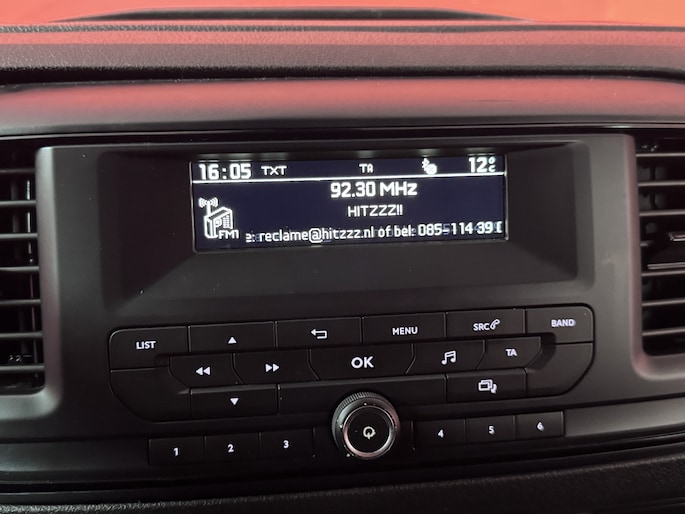 16:05 TXT TA 12°C
92.30 MHz
HITZZZ!!
FM1 e: reclame@hitzzz.nl of bel: 085-114 39
LIST MENU SRC BAND
OK TA
1 2 3 4 5 6